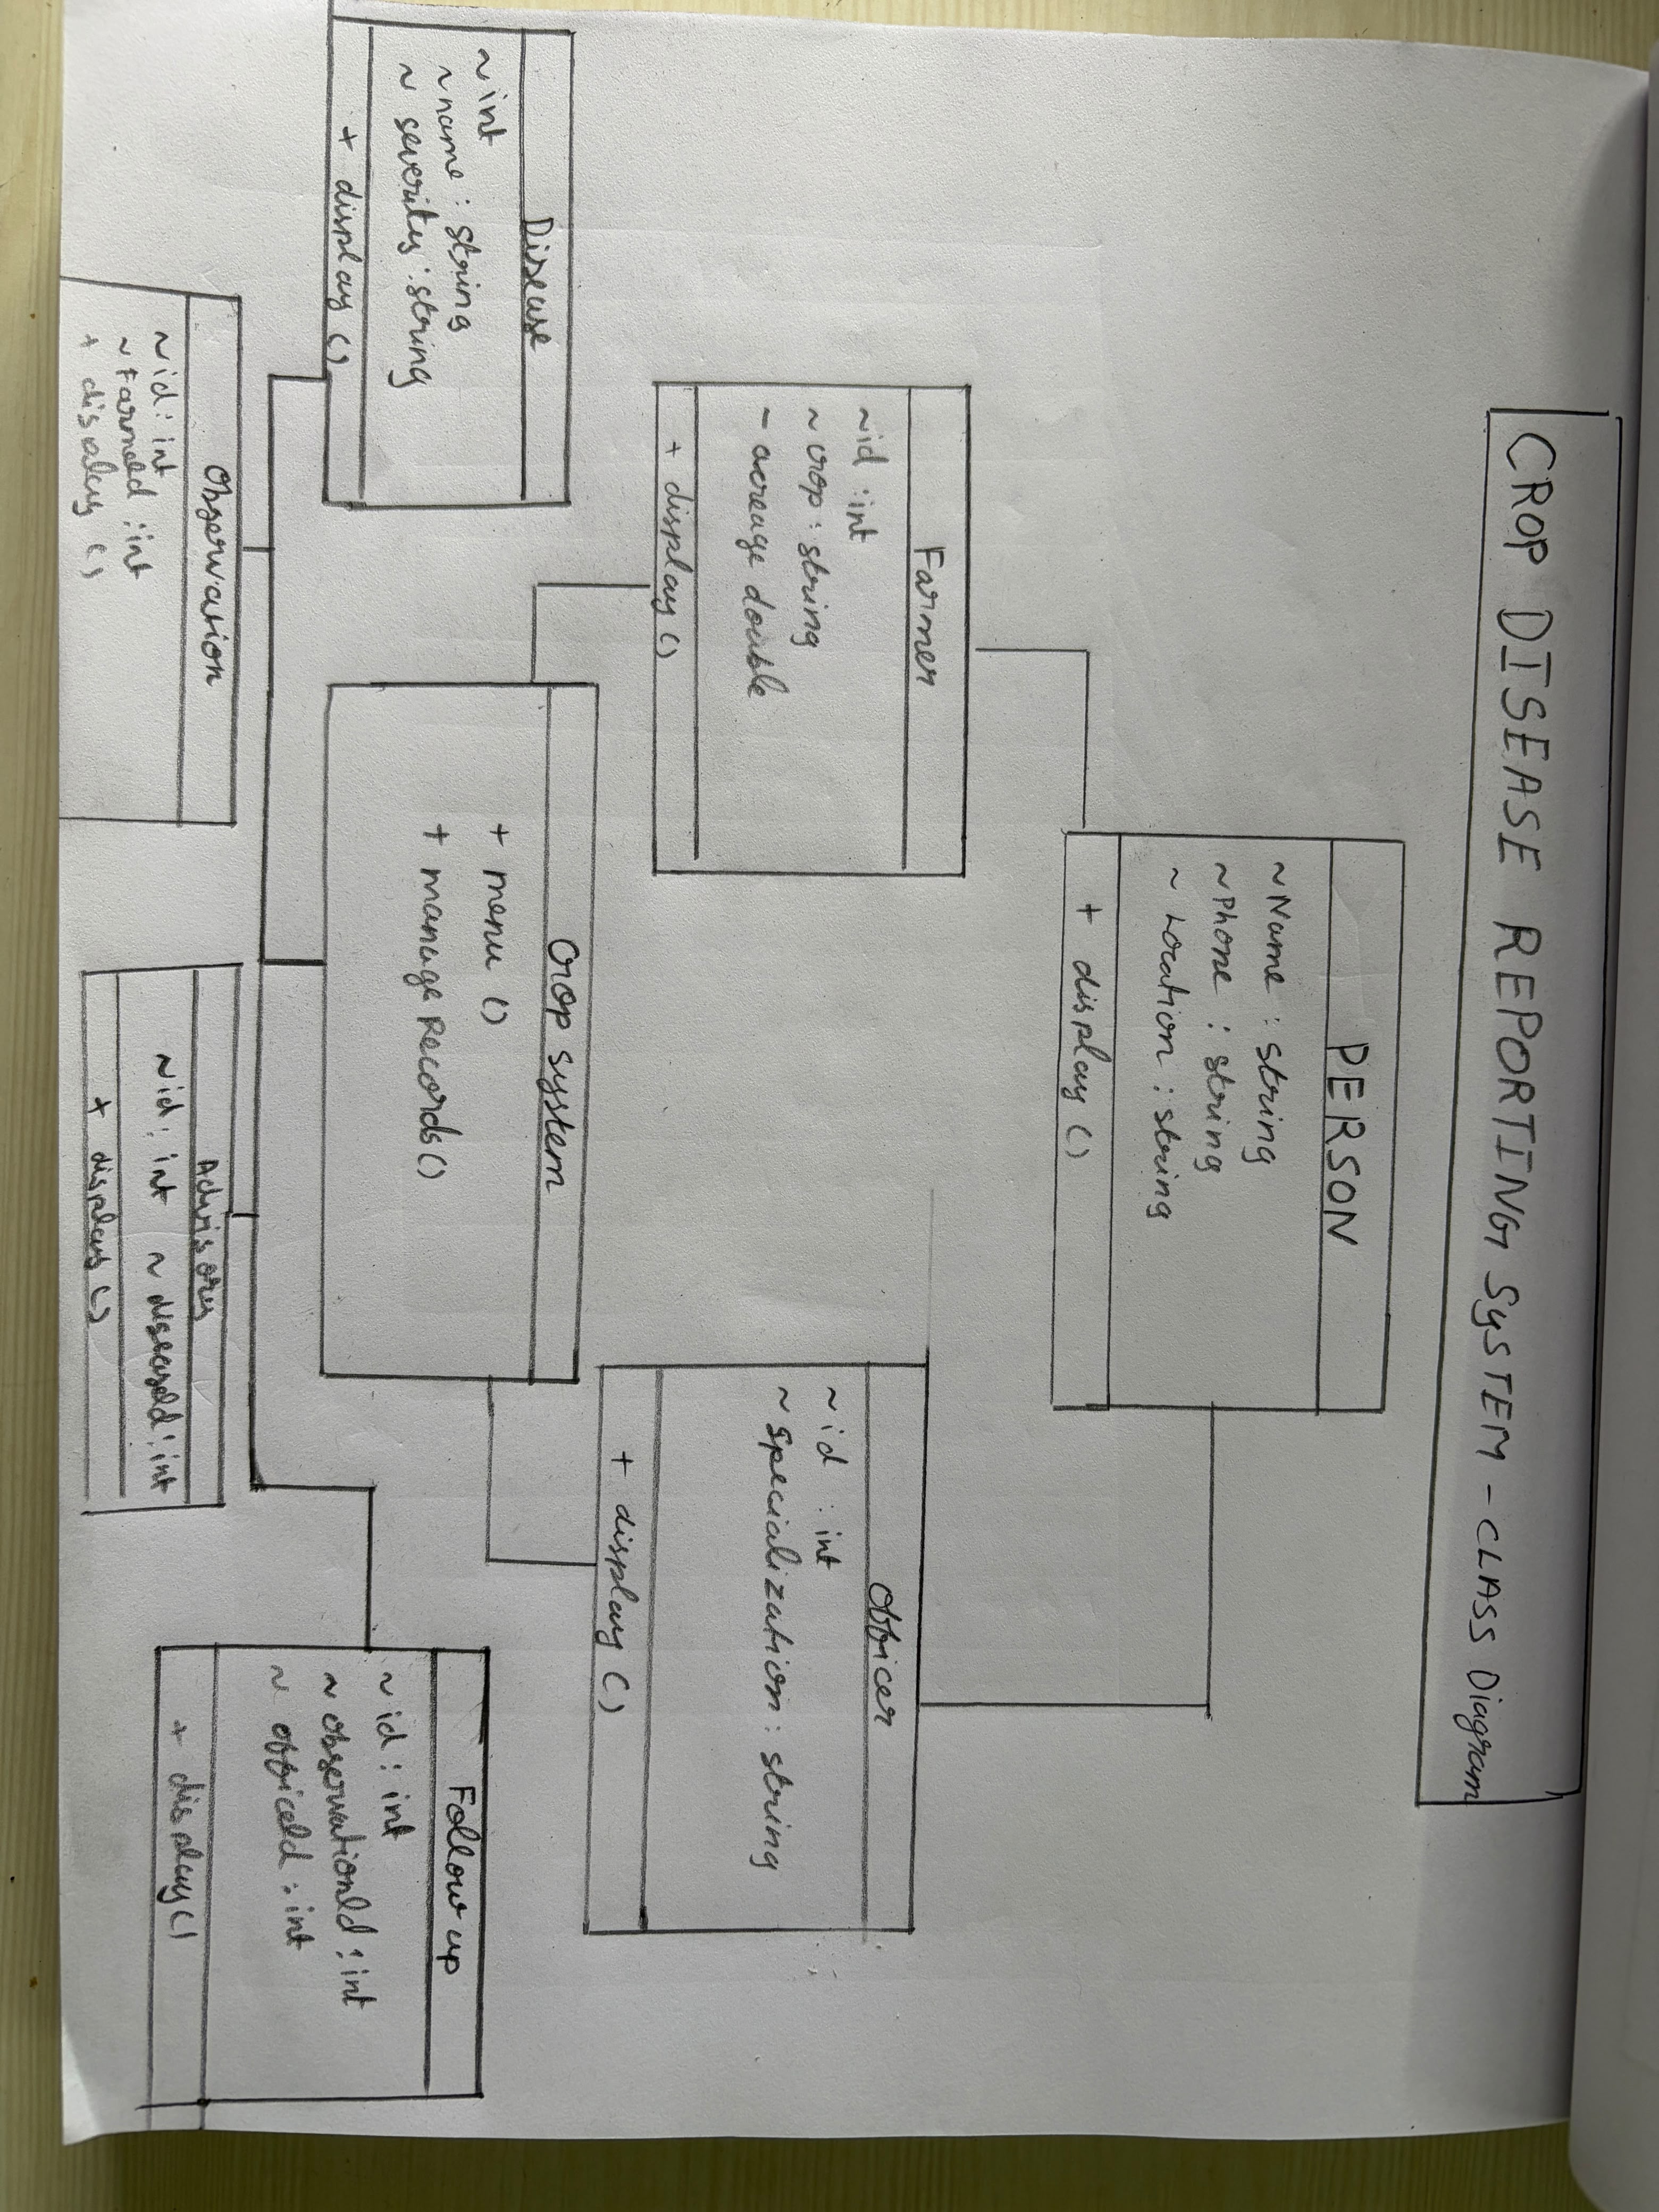 CROP DISEASE REPORTING SYSTEM - CLASS Diagram
PERSON
~Name : string
~Phone : string
~ Location : string
+ display ()
Farmer
~id : int
~ crop : string
- acreage double
+ display ()
Officer
~ id : int
~ specialization : string
+ display ()
Crop system
+ menu ()
+ manage Records()
Disease
~ int
~name : string
~ severity : string
+ display ()
Follow up
~ id : int
~ observationId : int
~ officeId : int
+ display()
Observation
~id : int
~ FarmeId : int
+ display ()
Advisory
~id : int ~ diseaseId : int
+ display ()